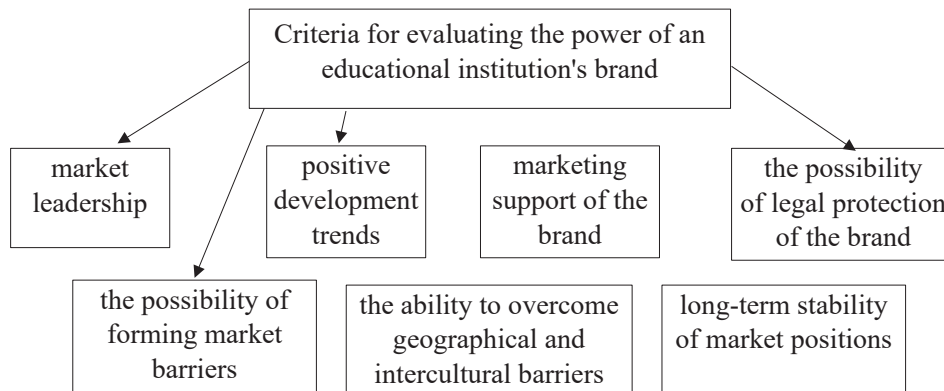 Criteria for evaluating the power of an
educational institution's brand
market
leadership
positive
development
trends
marketing
support of the
brand
the possibility
of legal protection
of the brand
the possibility of
forming market
barriers
the ability to overcome
geographical and
intercultural barriers
long-term stability
of market positions